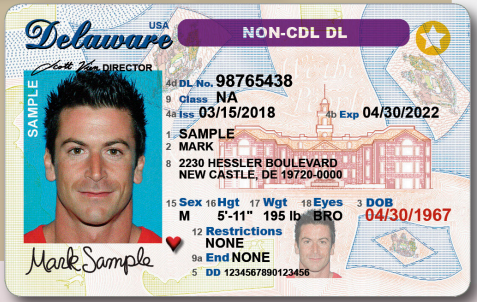 Delaware USA NON-CDL DL
DIRECTOR
SAMPLE
4d DL No. 98765438
9 Class NA
4a Iss 03/15/2018 4b Exp 04/30/2022
1 SAMPLE
2 MARK
8 2230 HESSLER BOULEVARD
NEW CASTLE, DE 19720-0000
15 Sex 16 Hgt 17 Wgt 18 Eyes 3 DOB
M 5'-11" 195 lb BRO 04/30/1967
12 Restrictions
NONE
9a End NONE
5 DD 1234567890123456
Mark Sample